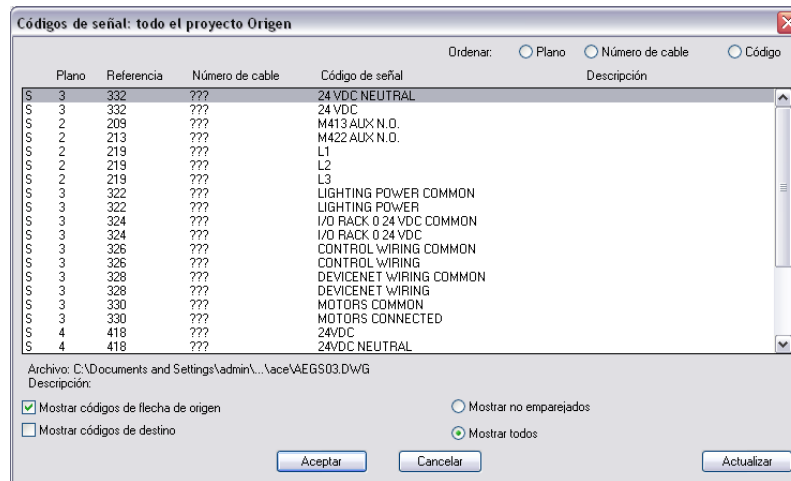 Códigos de señal: todo el proyecto Origen
Ordenar: Plano Número de cable Código
Plano Referencia Número de cable Código de señal Descripción
S 3 332 ??? 24 VDC NEUTRAL
S 3 332 ??? 24 VDC
S 2 209 ??? M413 AUX N.O.
S 2 213 ??? M422 AUX N.O.
S 2 219 ??? L1
S 2 219 ??? L2
S 2 219 ??? L3
S 3 322 ??? LIGHTING POWER COMMON
S 3 322 ??? LIGHTING POWER
S 3 324 ??? I/O RACK 0 24 VDC COMMON
S 3 324 ??? I/O RACK 0 24 VDC
S 3 326 ??? CONTROL WIRING COMMON
S 3 326 ??? CONTROL WIRING
S 3 328 ??? DEVICENET WIRING COMMON
S 3 328 ??? DEVICENET WIRING
S 3 330 ??? MOTORS COMMON
S 3 330 ??? MOTORS CONNECTED
S 4 418 ??? 24VDC
S 4 418 ??? 24VDC NEUTRAL
Archivo: C:\Documents and Settings\admin\...\ace\AEGS03.DWG
Descripción:
Mostrar códigos de flecha de origen Mostrar no emparejados
Mostrar códigos de destino Mostrar todos
Aceptar Cancelar Actualizar